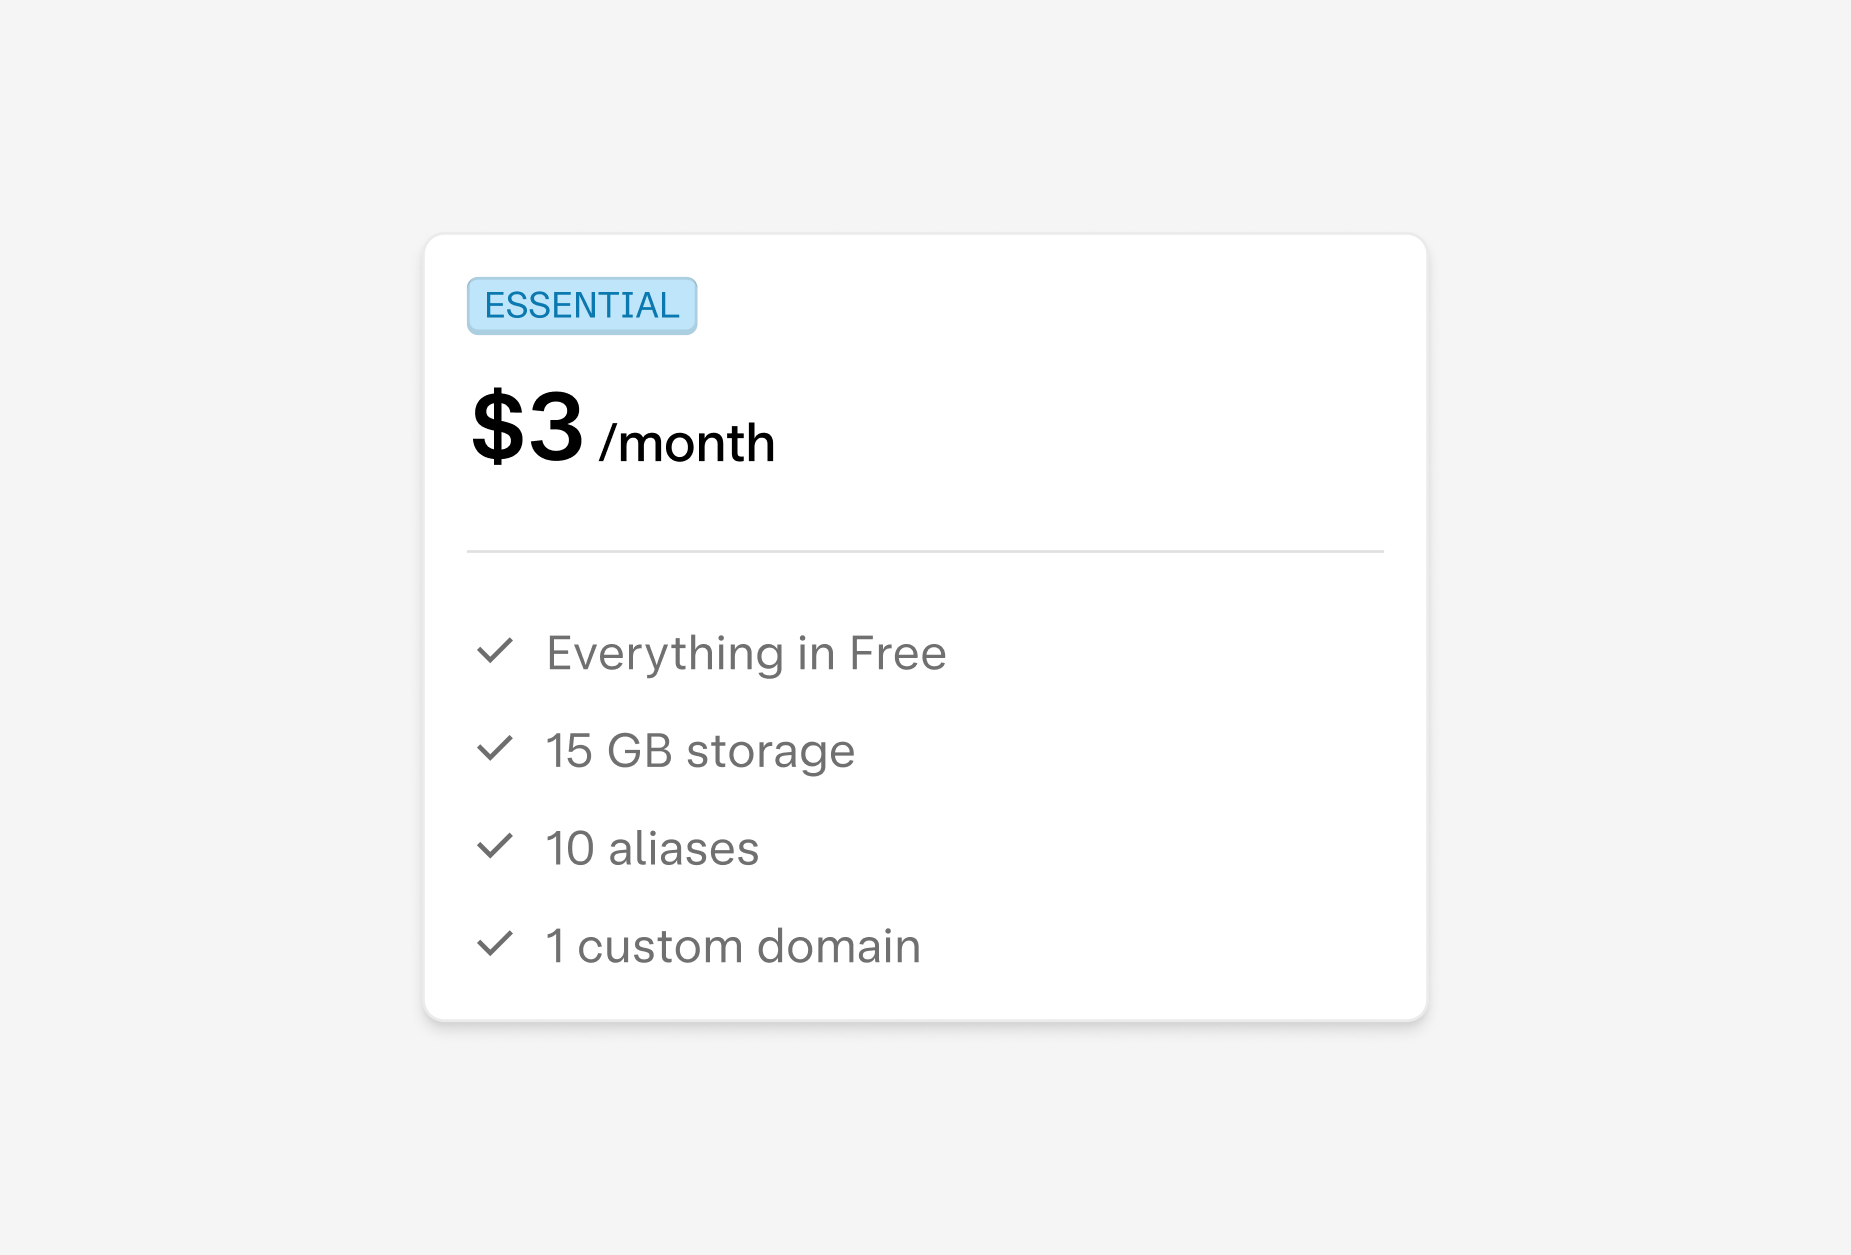 ESSENTIAL
$3 /month
Everything in Free
15 GB storage
10 aliases
1 custom domain